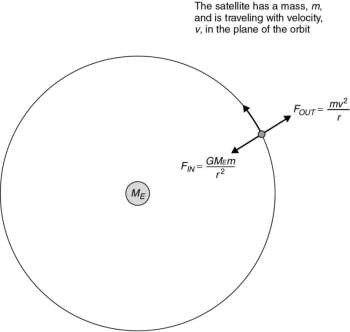 The satellite has a mass, m,
and is traveling with velocity,
v, in the plane of the orbit
F_OUT = mv²/r
F_IN = GM_Em/r²
M_E